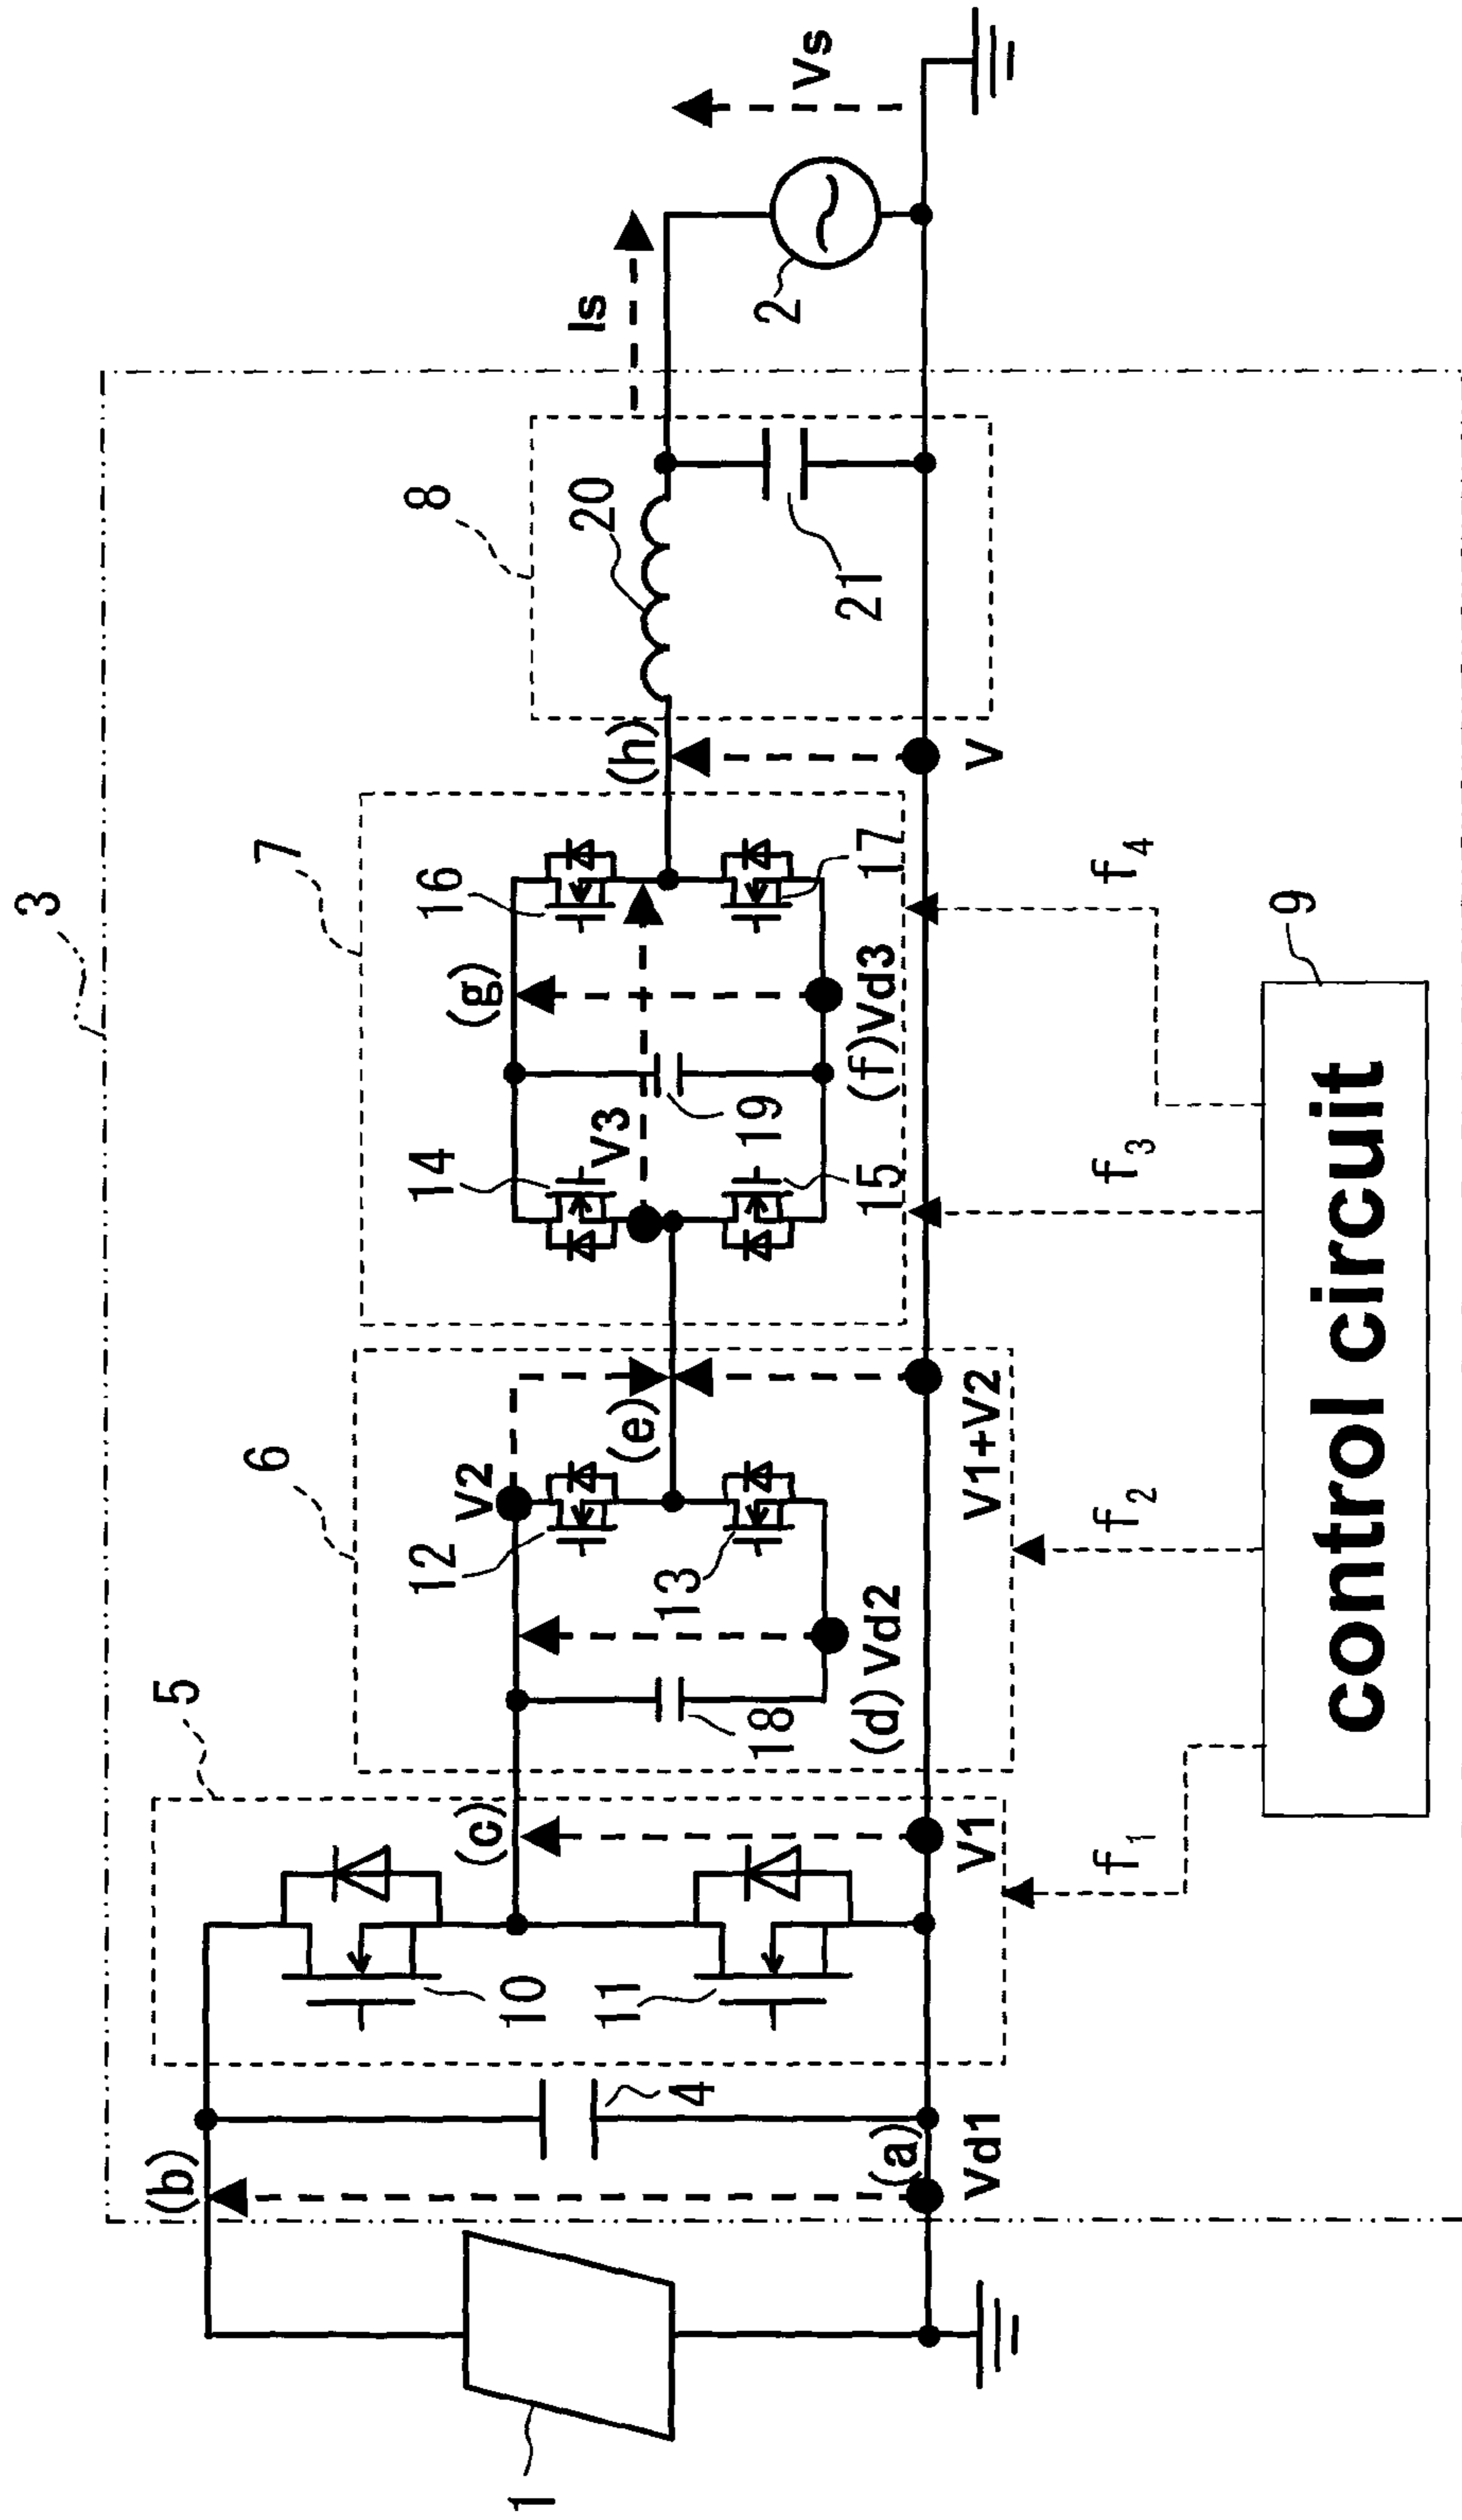 3
5
6
7
8
(b)
(c)
V2
(g)
Is
12
14
16
20
Vs
1
10
(e)
V3
(h)
11
13
2
4
18
19
21
(a)
(d) Vd2
15
(f) Vd3
17
Vd1
V1
V1+V2
V
f1
f2
f3
f4
9
control circuit